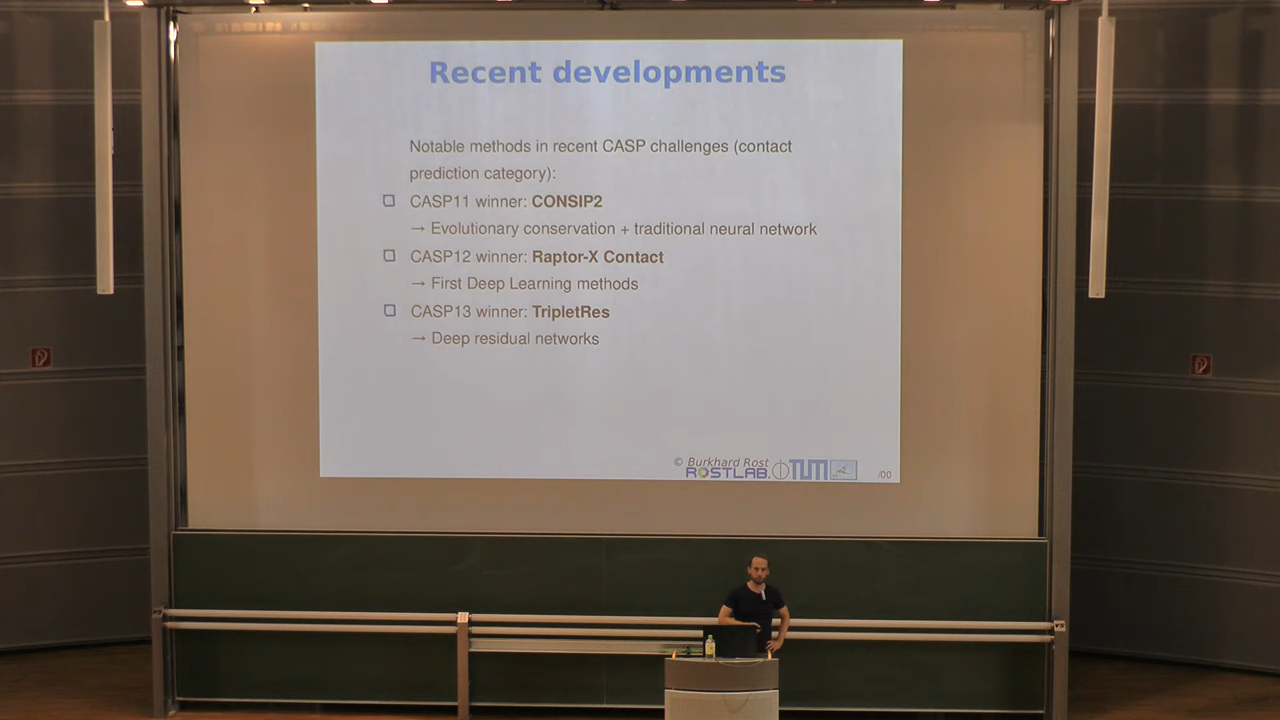 Recent developments
Notable methods in recent CASP challenges (contact
prediction category):
CASP11 winner: CONSIP2
→ Evolutionary conservation + traditional neural network
CASP12 winner: Raptor-X Contact
→ First Deep Learning methods
CASP13 winner: TripletRes
→ Deep residual networks
© Burkhard Rost
ROSTLAB. TUM
/00